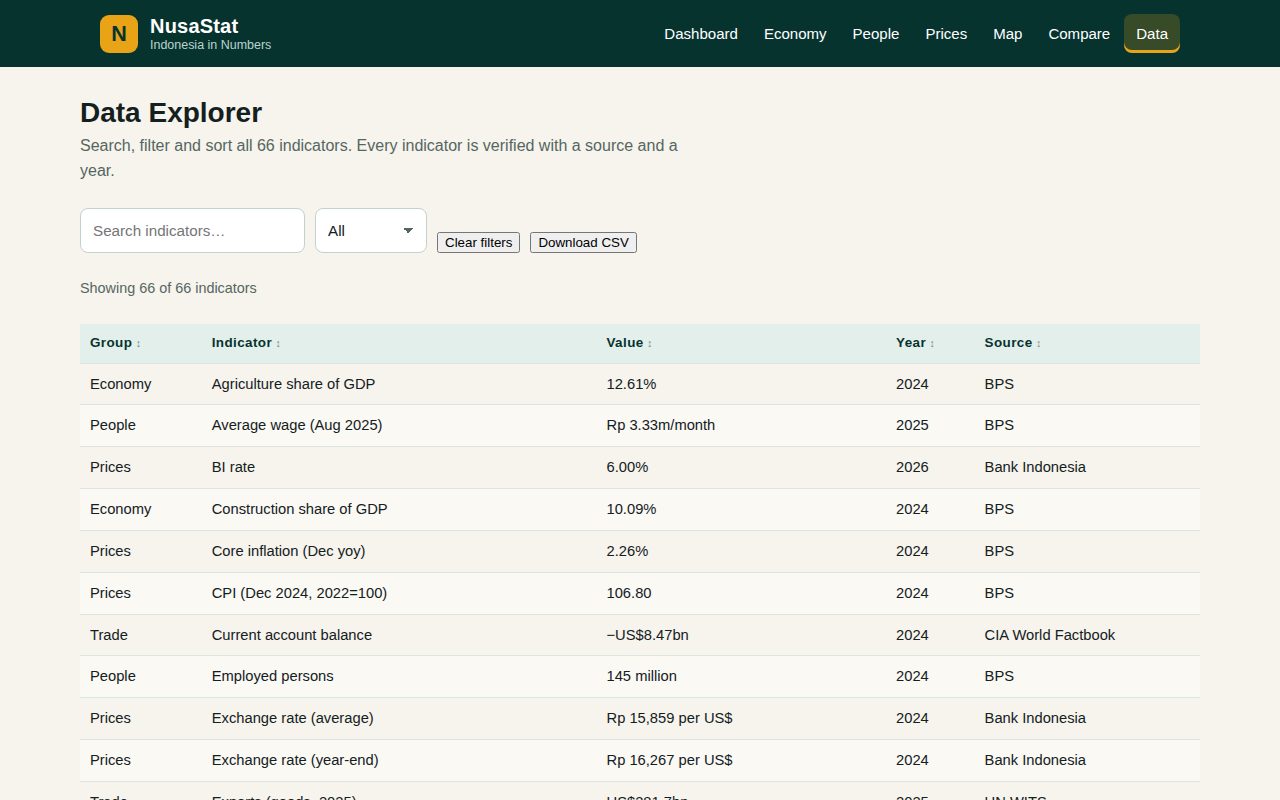 N
NusaStat
Indonesia in Numbers
Dashboard Economy People Prices Map Compare Data
Data Explorer
Search, filter and sort all 66 indicators. Every indicator is verified with a source and a
year.
Search indicators… All Clear filters Download CSV
Showing 66 of 66 indicators
Group ↕ Indicator ↕ Value ↕ Year ↕ Source ↕
Economy Agriculture share of GDP 12.61% 2024 BPS
People Average wage (Aug 2025) Rp 3.33m/month 2025 BPS
Prices BI rate 6.00% 2026 Bank Indonesia
Economy Construction share of GDP 10.09% 2024 BPS
Prices Core inflation (Dec yoy) 2.26% 2024 BPS
Prices CPI (Dec 2024, 2022=100) 106.80 2024 BPS
Trade Current account balance −US$8.47bn 2024 CIA World Factbook
People Employed persons 145 million 2024 BPS
Prices Exchange rate (average) Rp 15,859 per US$ 2024 Bank Indonesia
Prices Exchange rate (year-end) Rp 16,267 per US$ 2024 Bank Indonesia
Trade Exports (goods, 2025) 2025 UN WITS